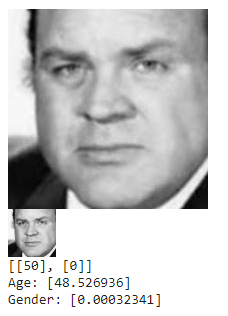 [[50], [0]]
Age: [48.526936]
Gender: [0.00032341]